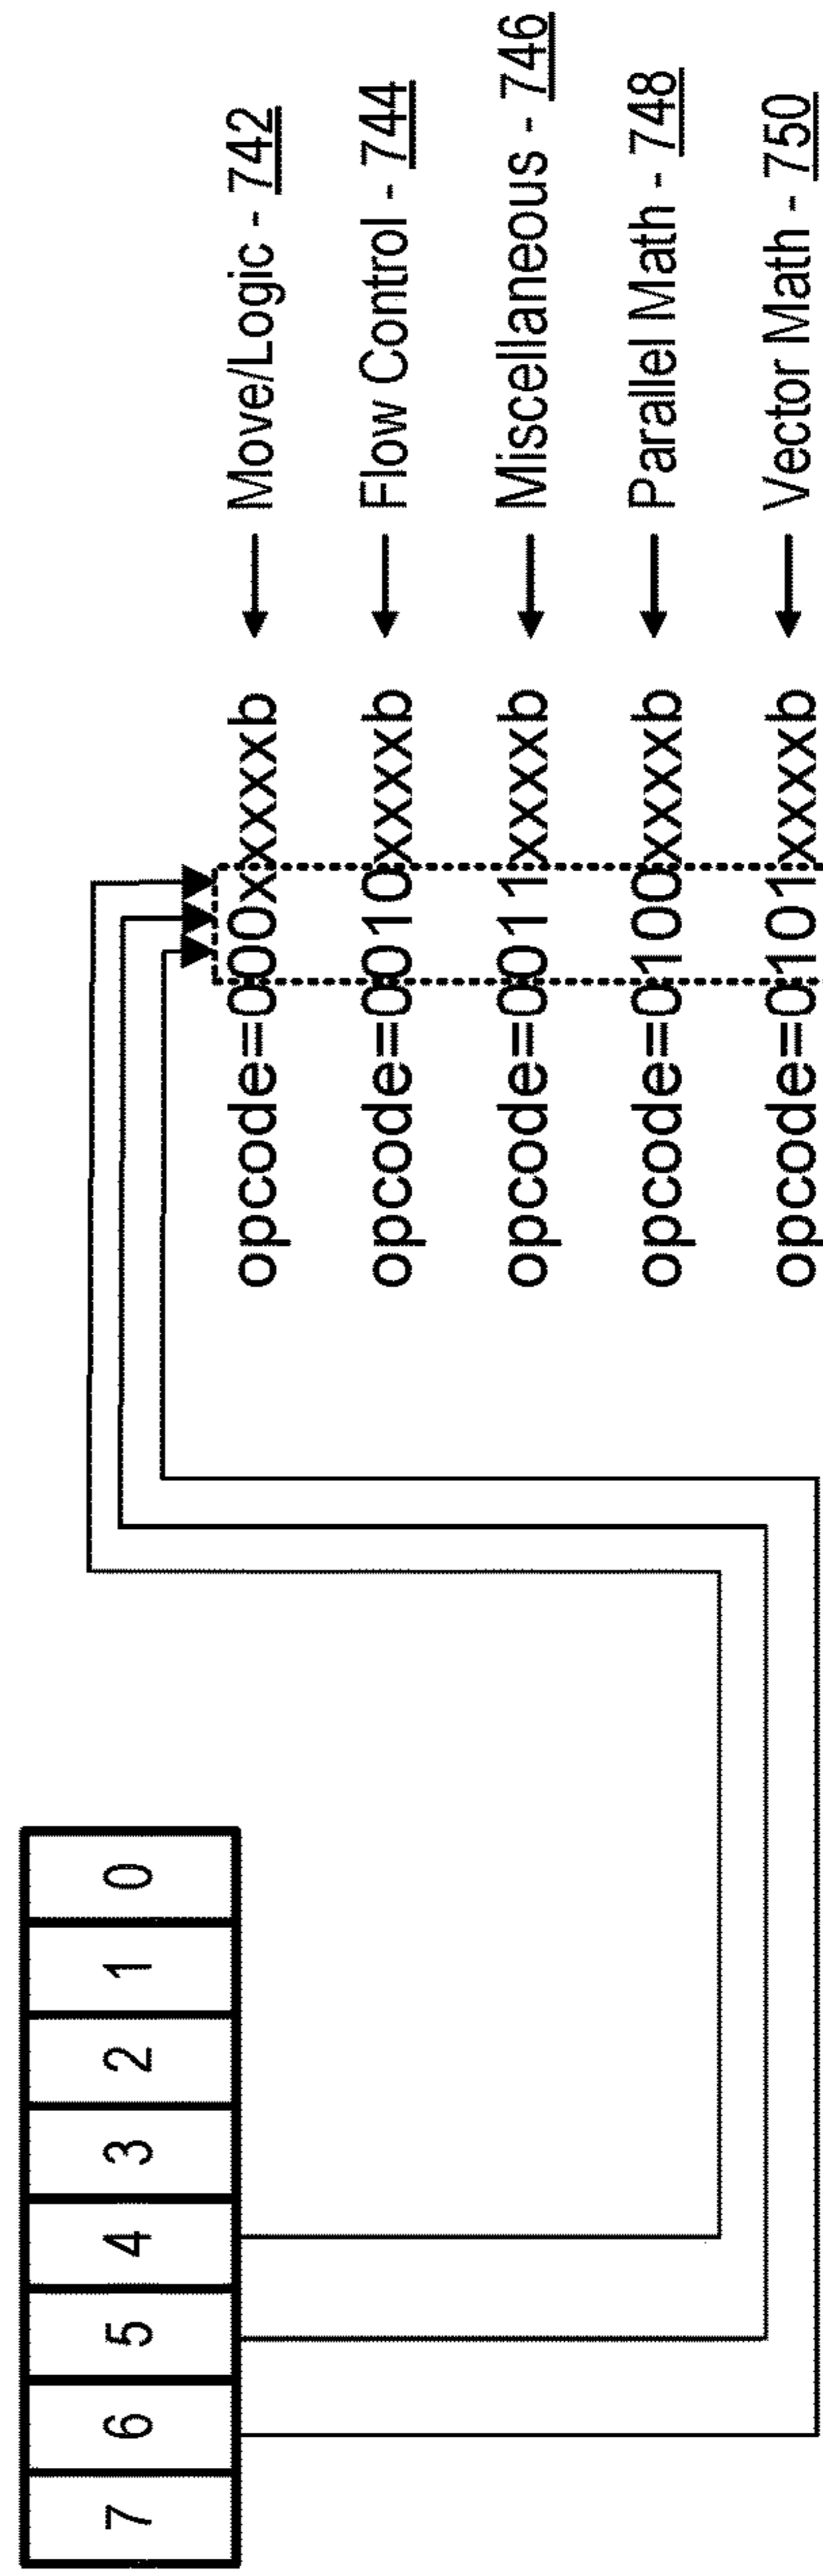 7 6 5 4 3 2 1 0
opcode=000xxxxxb Move/Logic - 742
opcode=0010xxxxb Flow Control - 744
opcode=0011xxxxb Miscellaneous - 746
opcode=0100xxxxb Parallel Math - 748
opcode=0101xxxxb Vector Math - 750